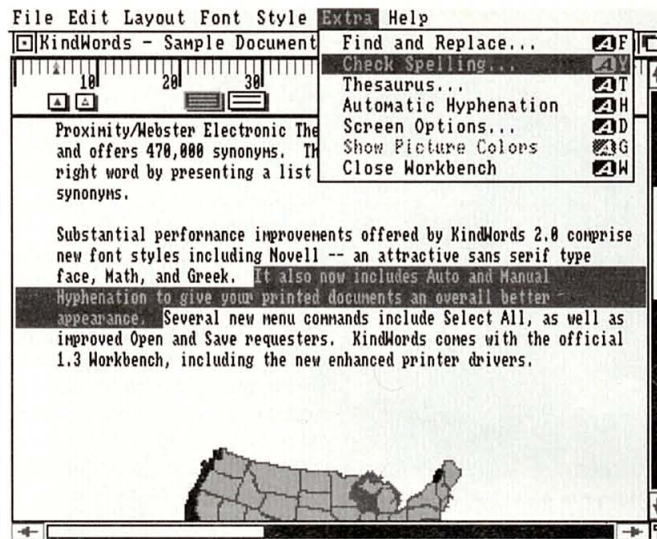 File Edit Layout Font Style Extra Help
KindWords - Sample Document
Find and Replace... A F
Check Spelling... A Y
Thesaurus... A T
Automatic Hyphenation A H
Screen Options... A D
Show Picture Colors A G
Close Workbench A W
10 20 30
Proximity/Webster Electronic The
and offers 470,000 synonyms. Th
right word by presenting a list
synonyms.
Substantial performance improvements offered by KindWords 2.0 comprise
new font styles including Novell -- an attractive sans serif type
face, Math, and Greek. It also now includes Auto and Manual
Hyphenation to give your printed documents an overall better
appearance. Several new menu commands include Select All, as well as
improved Open and Save requesters. KindWords comes with the official
1.3 Workbench, including the new enhanced printer drivers.